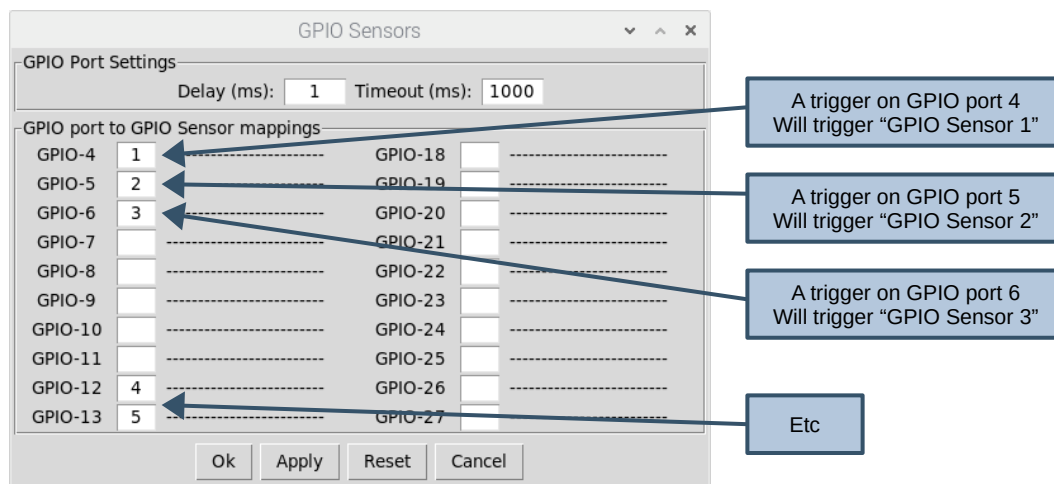 GPIO Sensors
GPIO Port Settings
Delay (ms): 1 Timeout (ms): 1000
GPIO port to GPIO Sensor mappings
GPIO-4 1 ------------------------ GPIO-18 ------------------------
GPIO-5 2 ------------------------ GPIO-19 ------------------------
GPIO-6 3 ------------------------ GPIO-20 ------------------------
GPIO-7 ------------------------ GPIO-21 ------------------------
GPIO-8 ------------------------ GPIO-22 ------------------------
GPIO-9 ------------------------ GPIO-23 ------------------------
GPIO-10 ------------------------ GPIO-24 ------------------------
GPIO-11 ------------------------ GPIO-25 ------------------------
GPIO-12 4 ------------------------ GPIO-26 ------------------------
GPIO-13 5 ------------------------ GPIO-27 ------------------------
Ok Apply Reset Cancel
A trigger on GPIO port 4
Will trigger “GPIO Sensor 1”
A trigger on GPIO port 5
Will trigger “GPIO Sensor 2”
A trigger on GPIO port 6
Will trigger “GPIO Sensor 3”
Etc